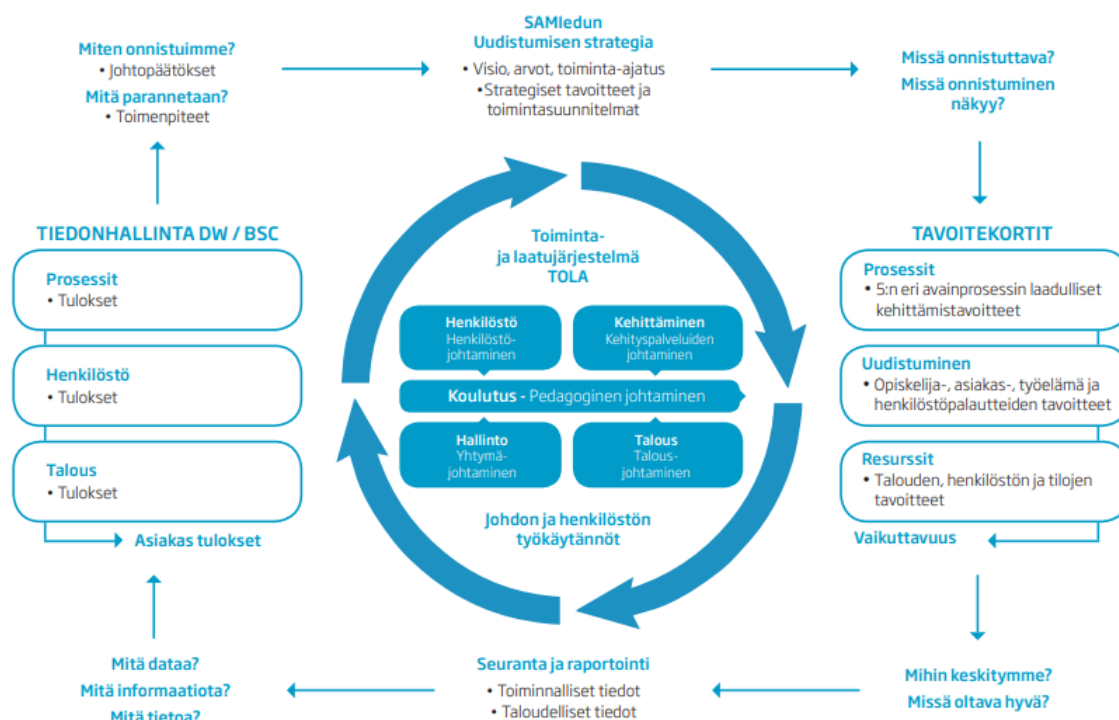 SAMIedun
Uudistumisen strategia
• Visio, arvot, toiminta-ajatus
•Strategiset tavoitteet ja
toimintasuunnitelmat
Miten onnistuimme?
• Johtopäätökset
Mitä parannetaan?
• Toimenpiteet
Missä onnistuttava?
Missä onnistuminen
näkyy?
TIEDONHALLINTA DW / BSC
Prosessit
• Tulokset
Henkilöstö
• Tulokset
Talous
• Tulokset
Asiakas tulokset
Toiminta-
ja laatujärjestelmä
TOLA
Henkilöstö
Henkilöstö-
johtaminen
Kehittäminen
Kehityspalveluiden
johtaminen
Koulutus - Pedagoginen johtaminen
Hallinto
Yhtymä-
johtaminen
Talous
Talous-
johtaminen
Johdon ja henkilöstön
työkäytännöt
TAVOITEKORTIT
Prosessit
• 5:n eri avainprosessin laadulliset
kehittämistavoitteet
Uudistuminen
• Opiskelija-, asiakas-, työelämä ja
henkilöstöpalautteiden tavoitteet
Resurssit
• Talouden, henkilöstön ja tilojen
tavoitteet
Vaikuttavuus
Mitä dataa?
Mitä informaatiota?
Mitä tietoa?
Seuranta ja raportointi
• Toiminnalliset tiedot
• Taloudelliset tiedot
Mihin keskitymme?
Missä oltava hyvä?